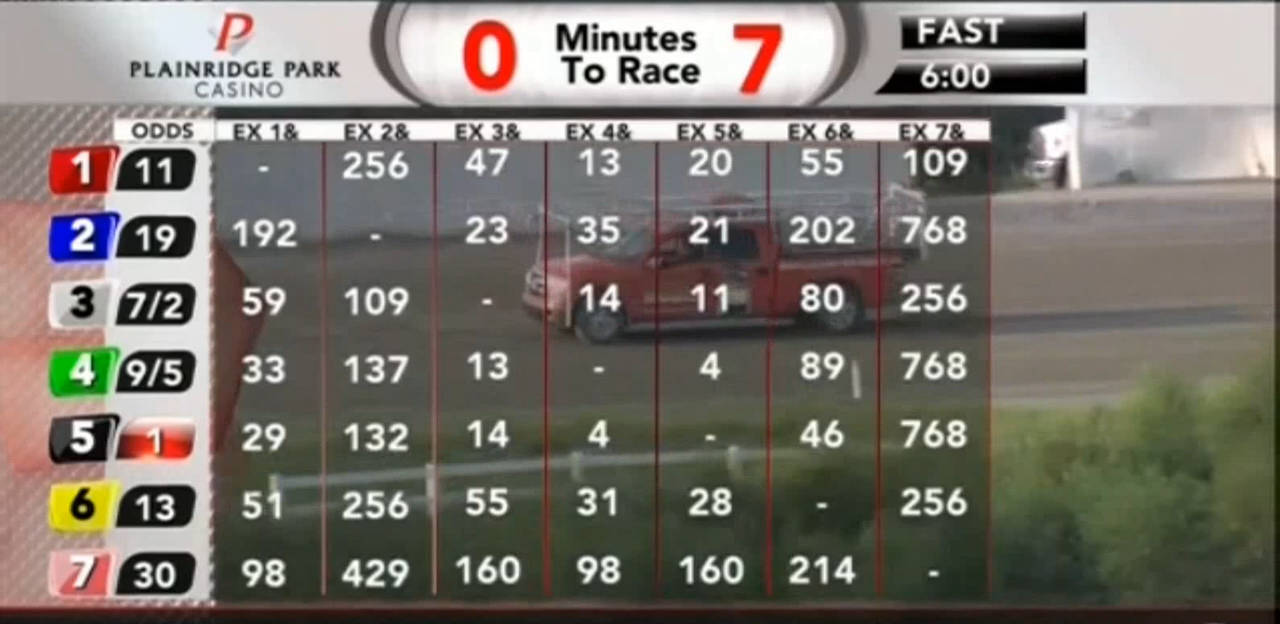 P
PLAINRIDGE PARK
CASINO
0 Minutes To Race 7
FAST
6:00
ODDS EX 1& EX 2& EX 3& EX 4& EX 5& EX 6& EX 7&
1 11 - 256 47 13 20 55 109
2 19 192 - 23 35 21 202 768
3 7/2 59 109 - 14 11 80 256
4 9/5 33 137 13 - 4 89 768
5 1 29 132 14 4 - 46 768
6 13 51 256 55 31 28 - 256
7 30 98 429 160 98 160 214 -